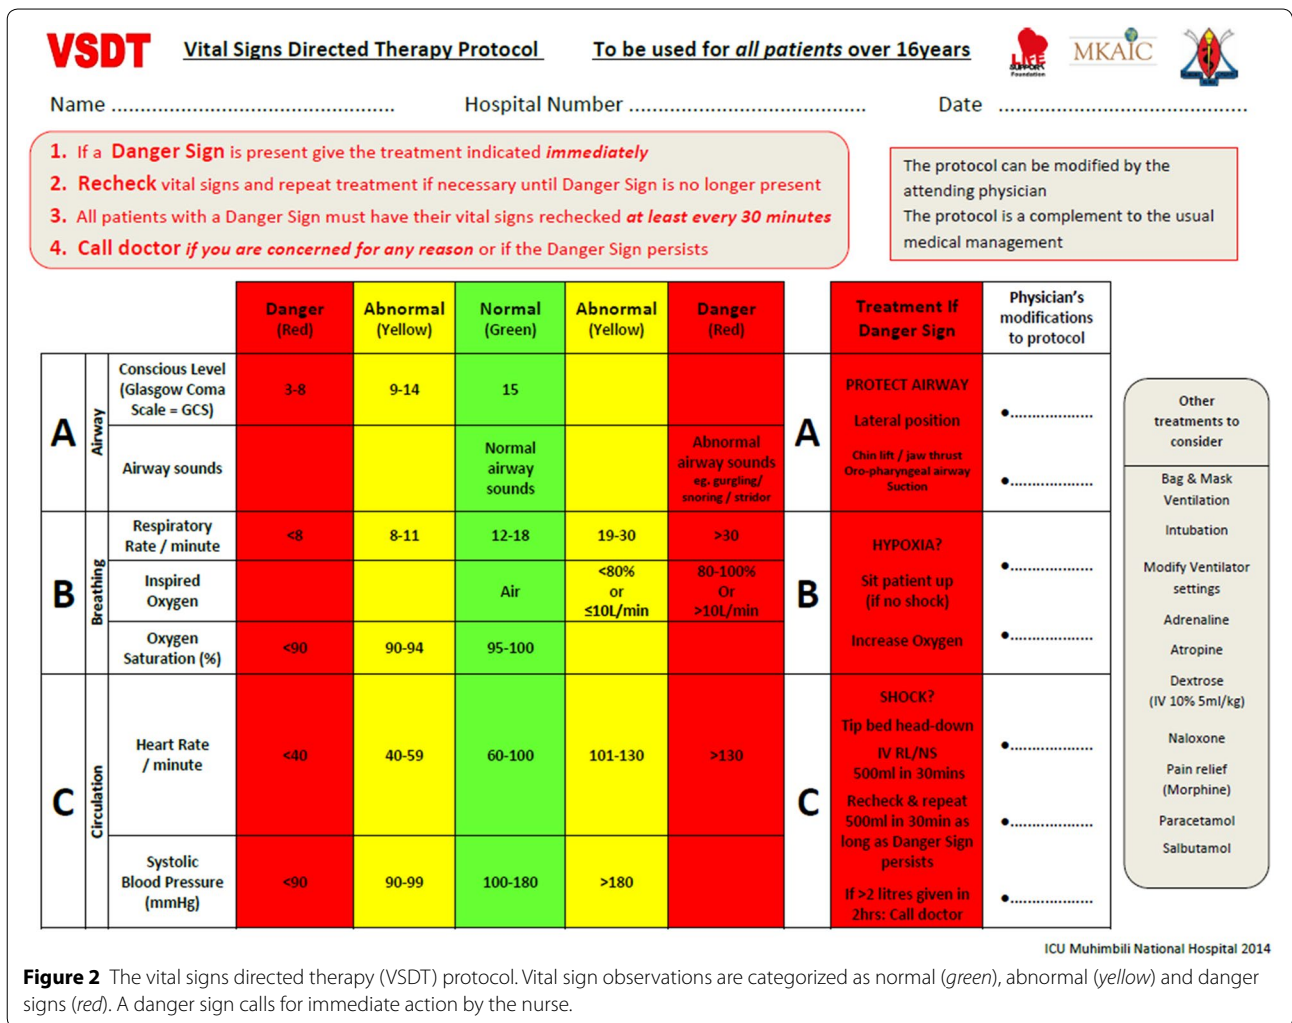 VSDT Vital Signs Directed Therapy Protocol To be used for all patients over 16years
LIFE SUPPORT Foundation
MKAIC
Name ........................................ Hospital Number .................................. Date ....................................
1. If a Danger Sign is present give the treatment indicated immediately
2. Recheck vital signs and repeat treatment if necessary until Danger Sign is no longer present
3. All patients with a Danger Sign must have their vital signs rechecked at least every 30 minutes
4. Call doctor if you are concerned for any reason or if the Danger Sign persists
The protocol can be modified by the
attending physician
The protocol is a complement to the usual
medical management
Danger
(Red)
Abnormal
(Yellow)
Normal
(Green)
Abnormal
(Yellow)
Danger
(Red)
Treatment If
Danger Sign
Physician's
modifications
to protocol
A
Airway
Conscious Level
(Glasgow Coma
Scale = GCS)
3-8
9-14
15
Airway sounds
Normal
airway
sounds
Abnormal
airway sounds
eg. gurgling/
snoring / stridor
A
PROTECT AIRWAY
Lateral position
Chin lift / jaw thrust
Oro-pharyngeal airway
Suction
•..................
•..................
B
Breathing
Respiratory
Rate / minute
<8
8-11
12-18
19-30
>30
Inspired
Oxygen
Air
<80%
or
≤10L/min
80-100%
Or
>10L/min
Oxygen
Saturation (%)
<90
90-94
95-100
B
HYPOXIA?
Sit patient up
(if no shock)
Increase Oxygen
•..................
•..................
C
Circulation
Heart Rate
/ minute
<40
40-59
60-100
101-130
>130
Systolic
Blood Pressure
(mmHg)
<90
90-99
100-180
>180
C
SHOCK?
Tip bed head-down
IV RL/NS
500ml in 30mins
Recheck & repeat
500ml in 30min as
long as Danger Sign
persists
If >2 litres given in
2hrs: Call doctor
•..................
•..................
•..................
Other
treatments to
consider
Bag & Mask
Ventilation
Intubation
Modify Ventilator
settings
Adrenaline
Atropine
Dextrose
(IV 10% 5ml/kg)
Naloxone
Pain relief
(Morphine)
Paracetamol
Salbutamol
ICU Muhimbili National Hospital 2014
Figure 2 The vital signs directed therapy (VSDT) protocol. Vital sign observations are categorized as normal (green), abnormal (yellow) and danger
signs (red). A danger sign calls for immediate action by the nurse.